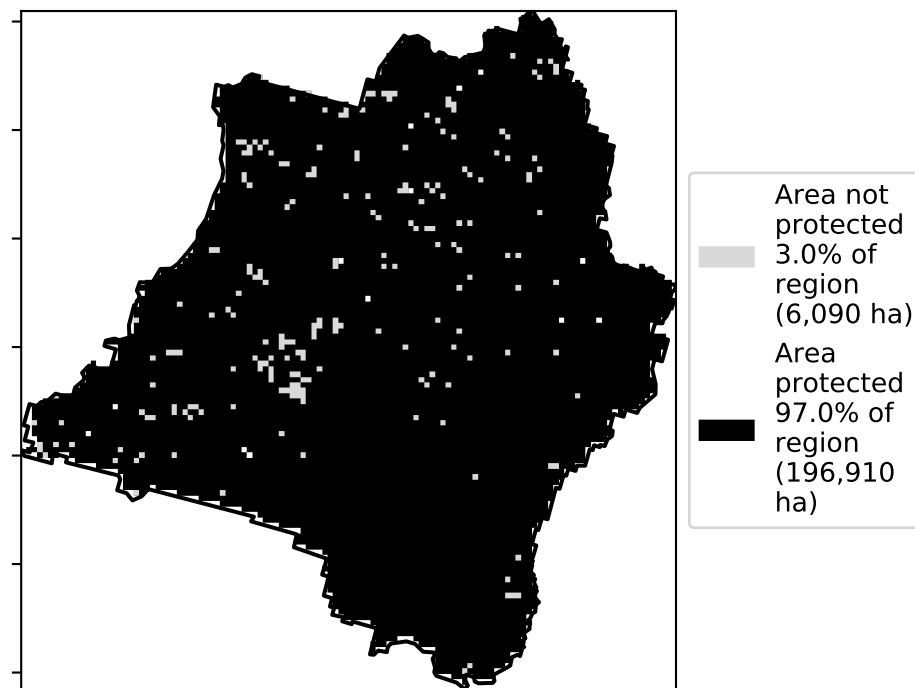 Area not
protected
3.0% of
region
(6,090 ha)
Area
protected
97.0% of
region
(196,910
ha)